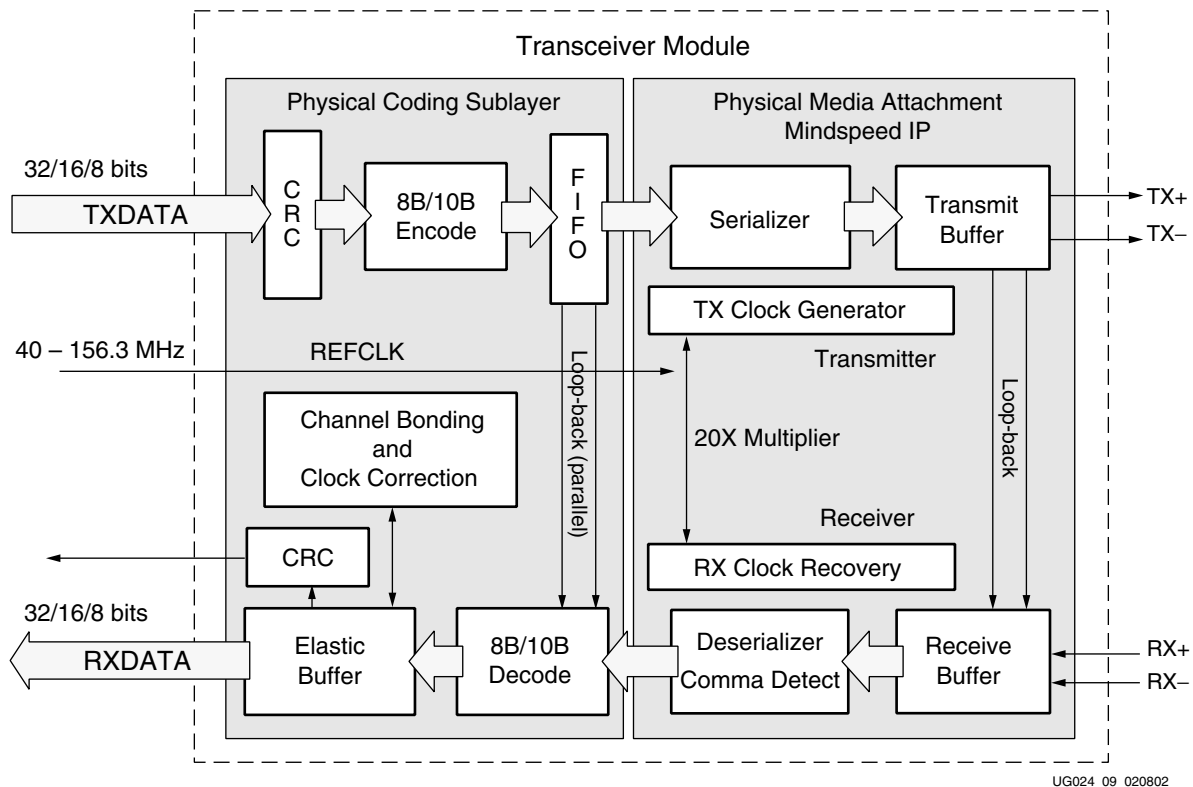 Transceiver Module
Physical Coding Sublayer
Physical Media Attachment
Mindspeed IP
32/16/8 bits
TXDATA
CRC
8B/10B
Encode
FIFO
Serializer
Transmit
Buffer
TX+
TX–
TX Clock Generator
40 – 156.3 MHz
REFCLK
Transmitter
Loop-back (parallel)
Loop-back
Channel Bonding
and
Clock Correction
20X Multiplier
Receiver
CRC
RX Clock Recovery
32/16/8 bits
RXDATA
Elastic
Buffer
8B/10B
Decode
Deserializer
Comma Detect
Receive
Buffer
RX+
RX–
UG024_09_020802